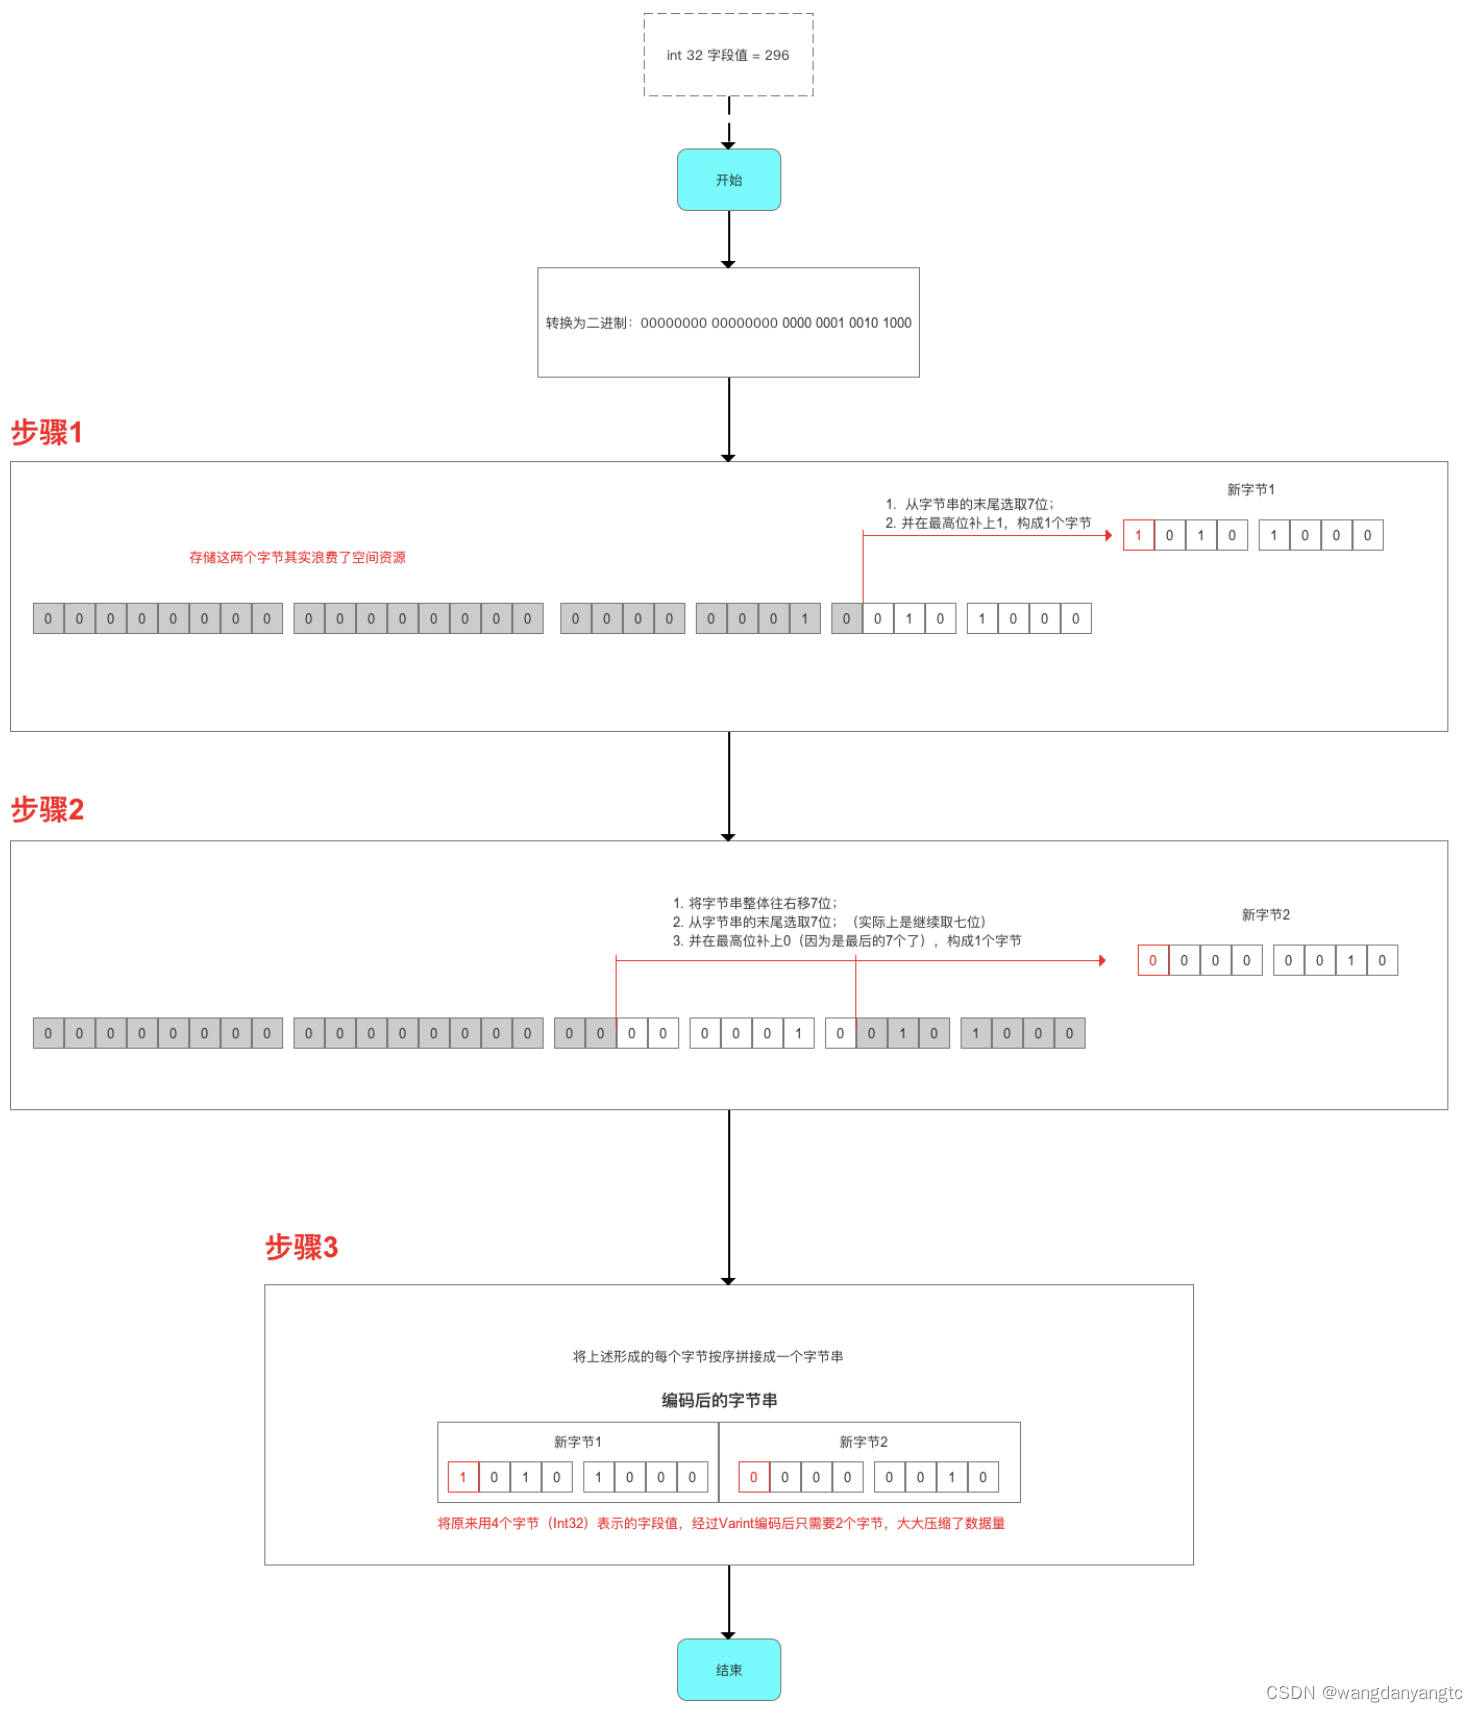 int 32 字段值 = 296
开始
转换为二进制：00000000 00000000 0000 0001 0010 1000
步骤1
新字节1
1. 从字节串的末尾选取7位；
2. 并在最高位补上1，构成1个字节
1 0 1 0 1 0 0 0
存储这两个字节其实浪费了空间资源
0 0 0 0 0 0 0 0 0 0 0 0 0 0 0 0 0 0 0 0 0 0 0 1 0 0 1 0 1 0 0 0
步骤2
1. 将字节串整体往右移7位；
2. 从字节串的末尾选取7位；（实际上是继续取七位）
3. 并在最高位补上0（因为是最后的7个了），构成1个字节
新字节2
0 0 0 0 0 0 1 0
0 0 0 0 0 0 0 0 0 0 0 0 0 0 0 0 0 0 0 0 0 0 0 1 0 0 1 0 1 0 0 0
步骤3
将上述形成的每个字节按序拼接成一个字节串
编码后的字节串
新字节1 新字节2
1 0 1 0 1 0 0 0 0 0 0 0 0 0 1 0
将原来用4个字节（Int32）表示的字段值，经过Varint编码后只需要2个字节，大大压缩了数据量
结束
CSDN @wangdanyangtc